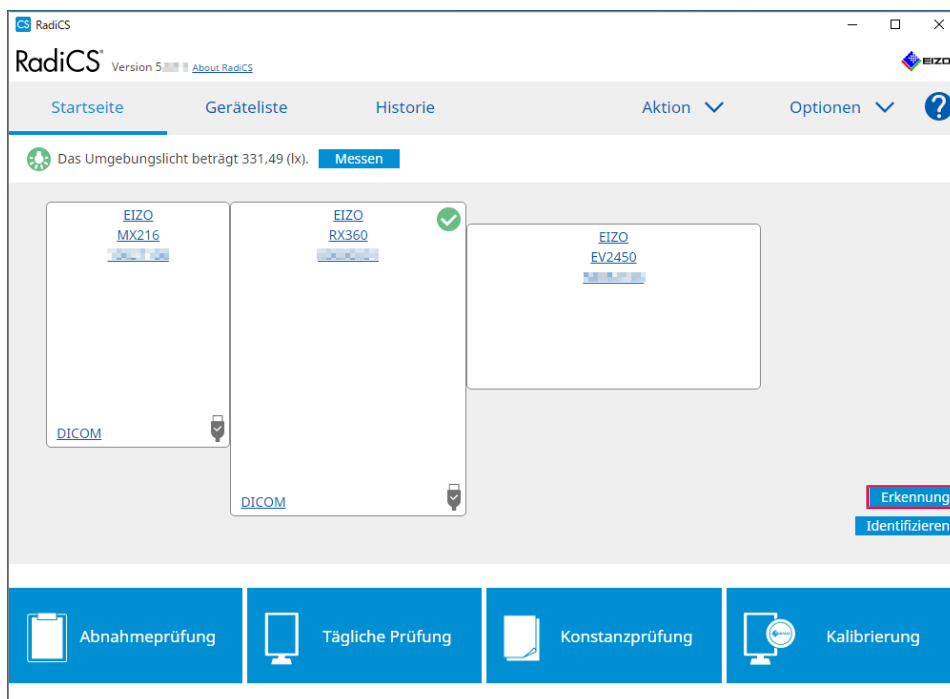 CS RadiCS
RadiCS® Version 5. About RadiCS
EIZO
Startseite Geräteliste Historie Aktion Optionen ?
Das Umgebungslicht beträgt 331,49 (lx). Messen
EIZO
MX216
DICOM
EIZO
RX360
DICOM
EIZO
EV2450
Erkennung
Identifizieren
Abnahmeprüfung Tägliche Prüfung Konstanzprüfung Kalibrierung